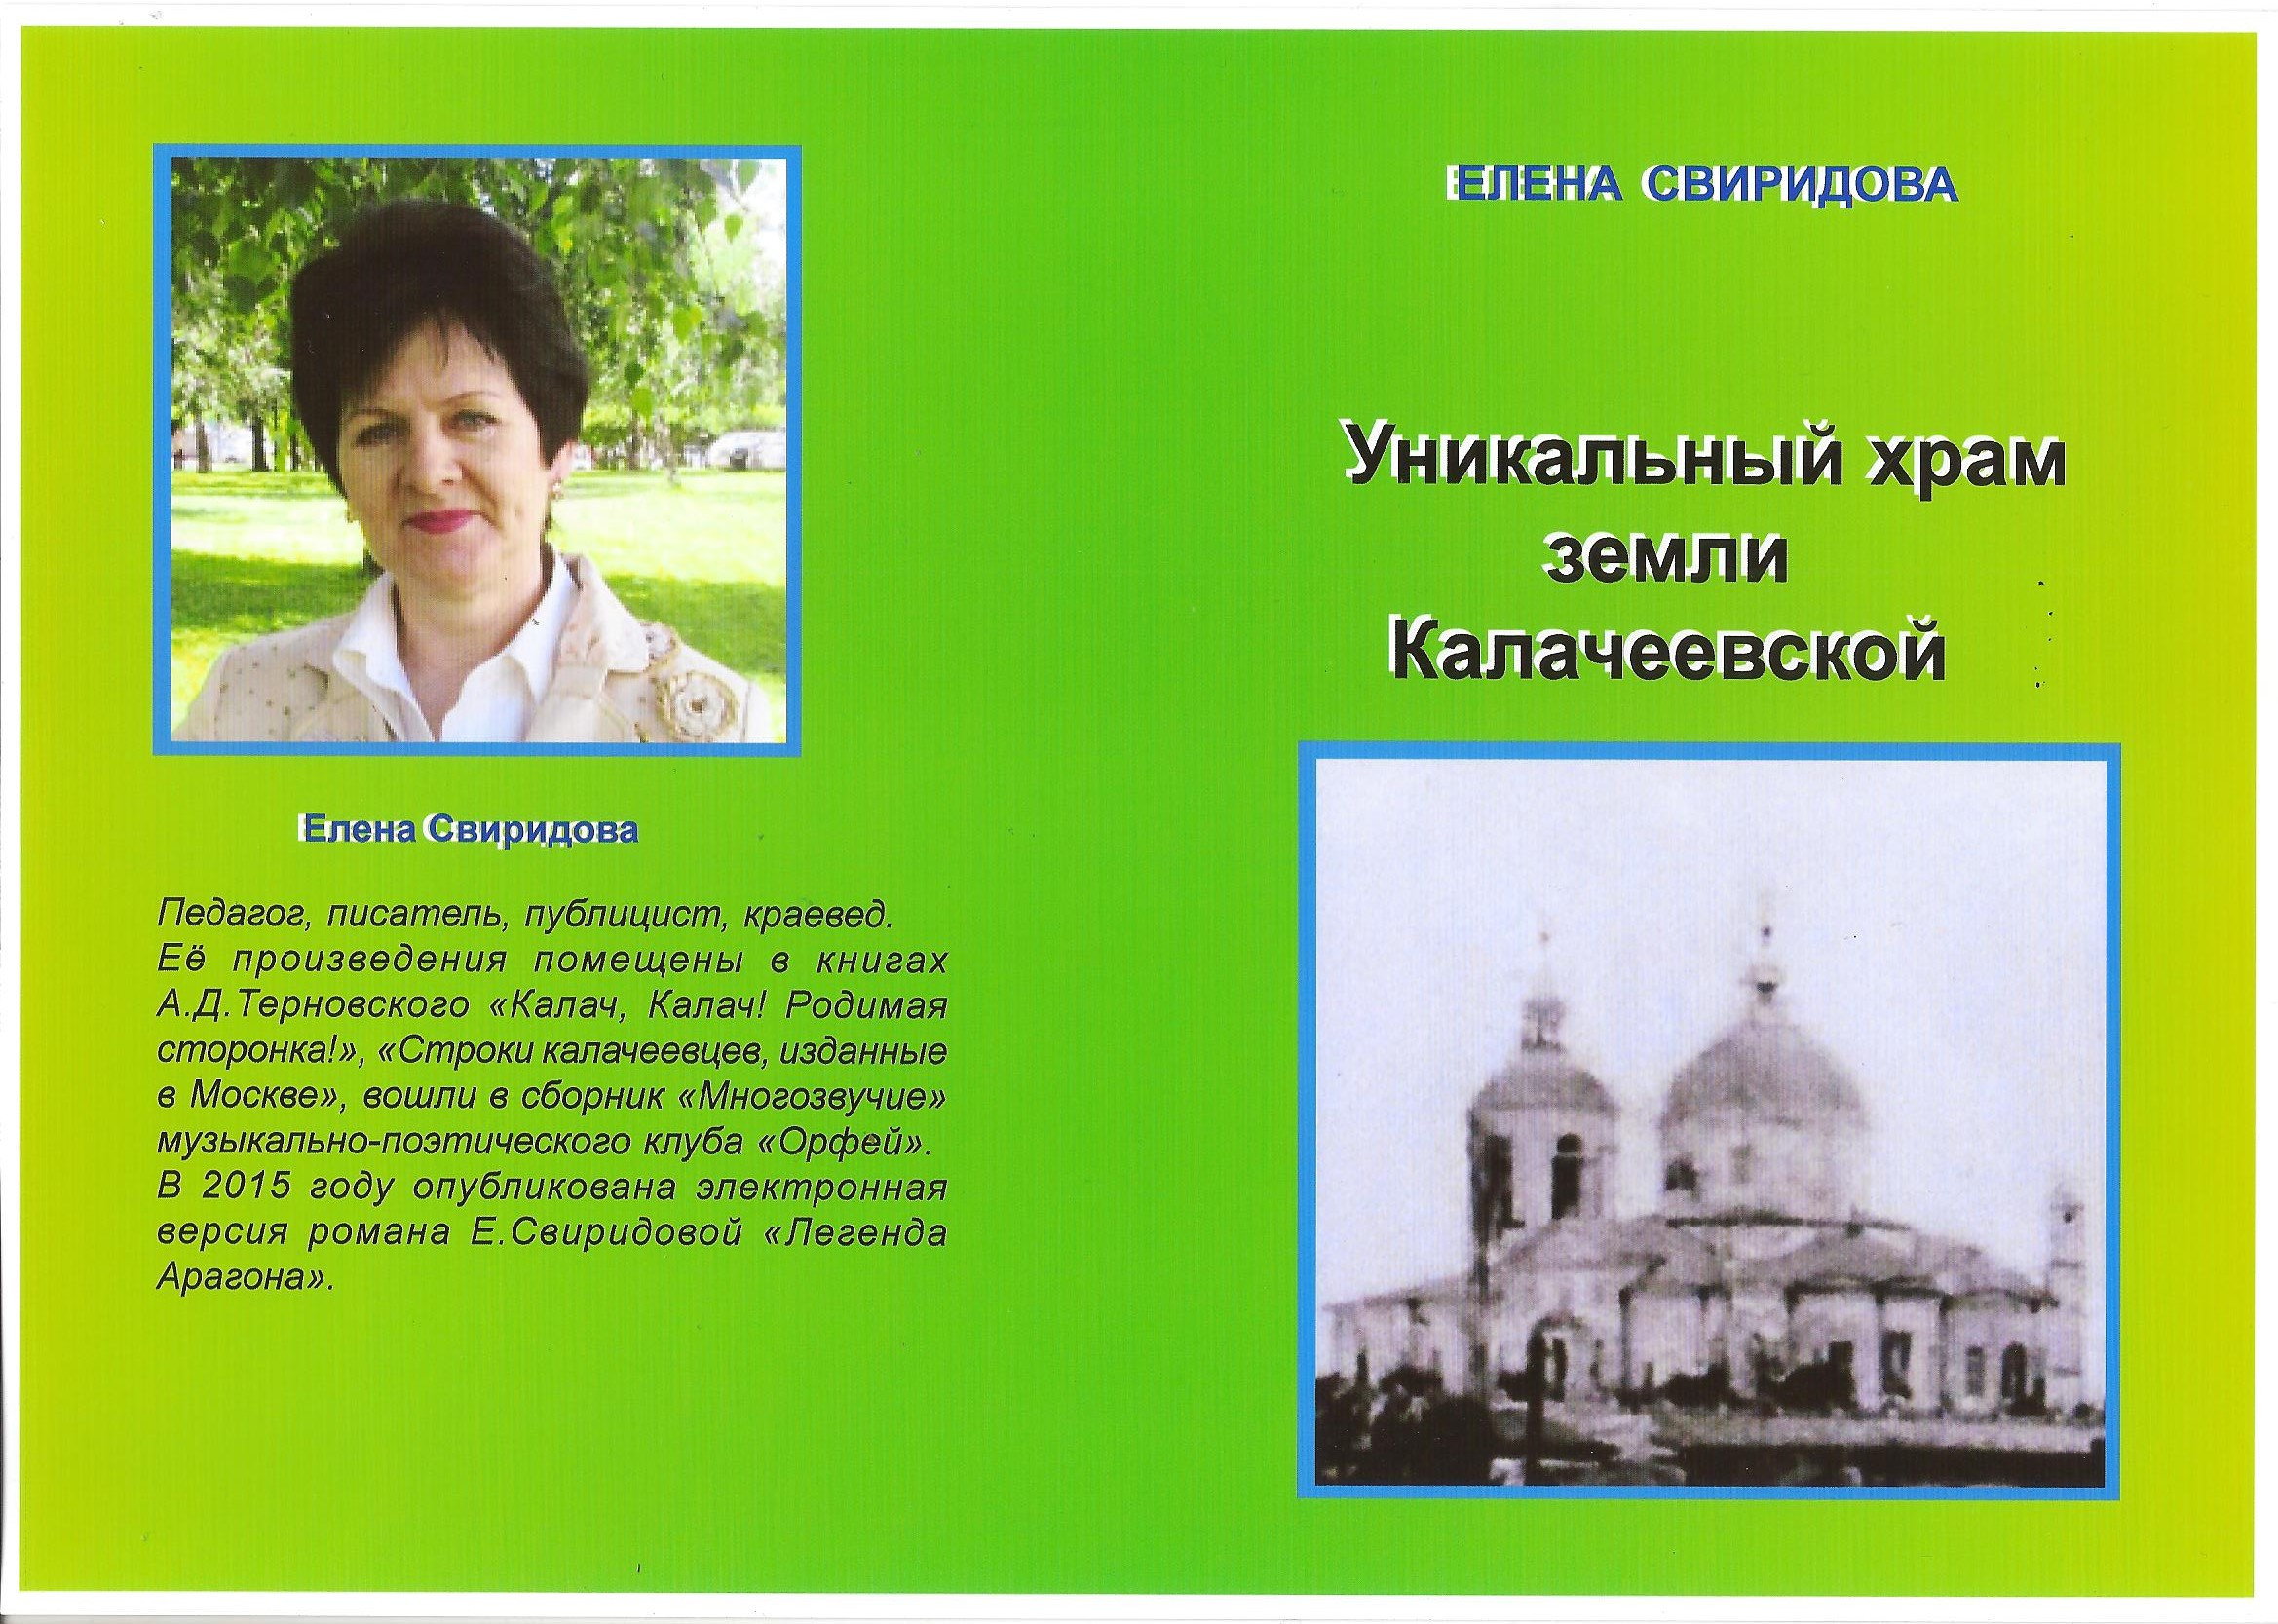 Елена Свиридова
Педагог, писатель, публицист, краевед.
Её произведения помещены в книгах
А.Д.Терновского «Калач, Калач! Родимая
сторонка!», «Строки калачеевцев, изданные
в Москве», вошли в сборник «Многозвучие»
музыкально-поэтического клуба «Орфей».
В 2015 году опубликована электронная
версия романа Е.Свиридовой «Легенда
Арагона».
ЕЛЕНА СВИРИДОВА
Уникальный храм
земли
Калачеевской